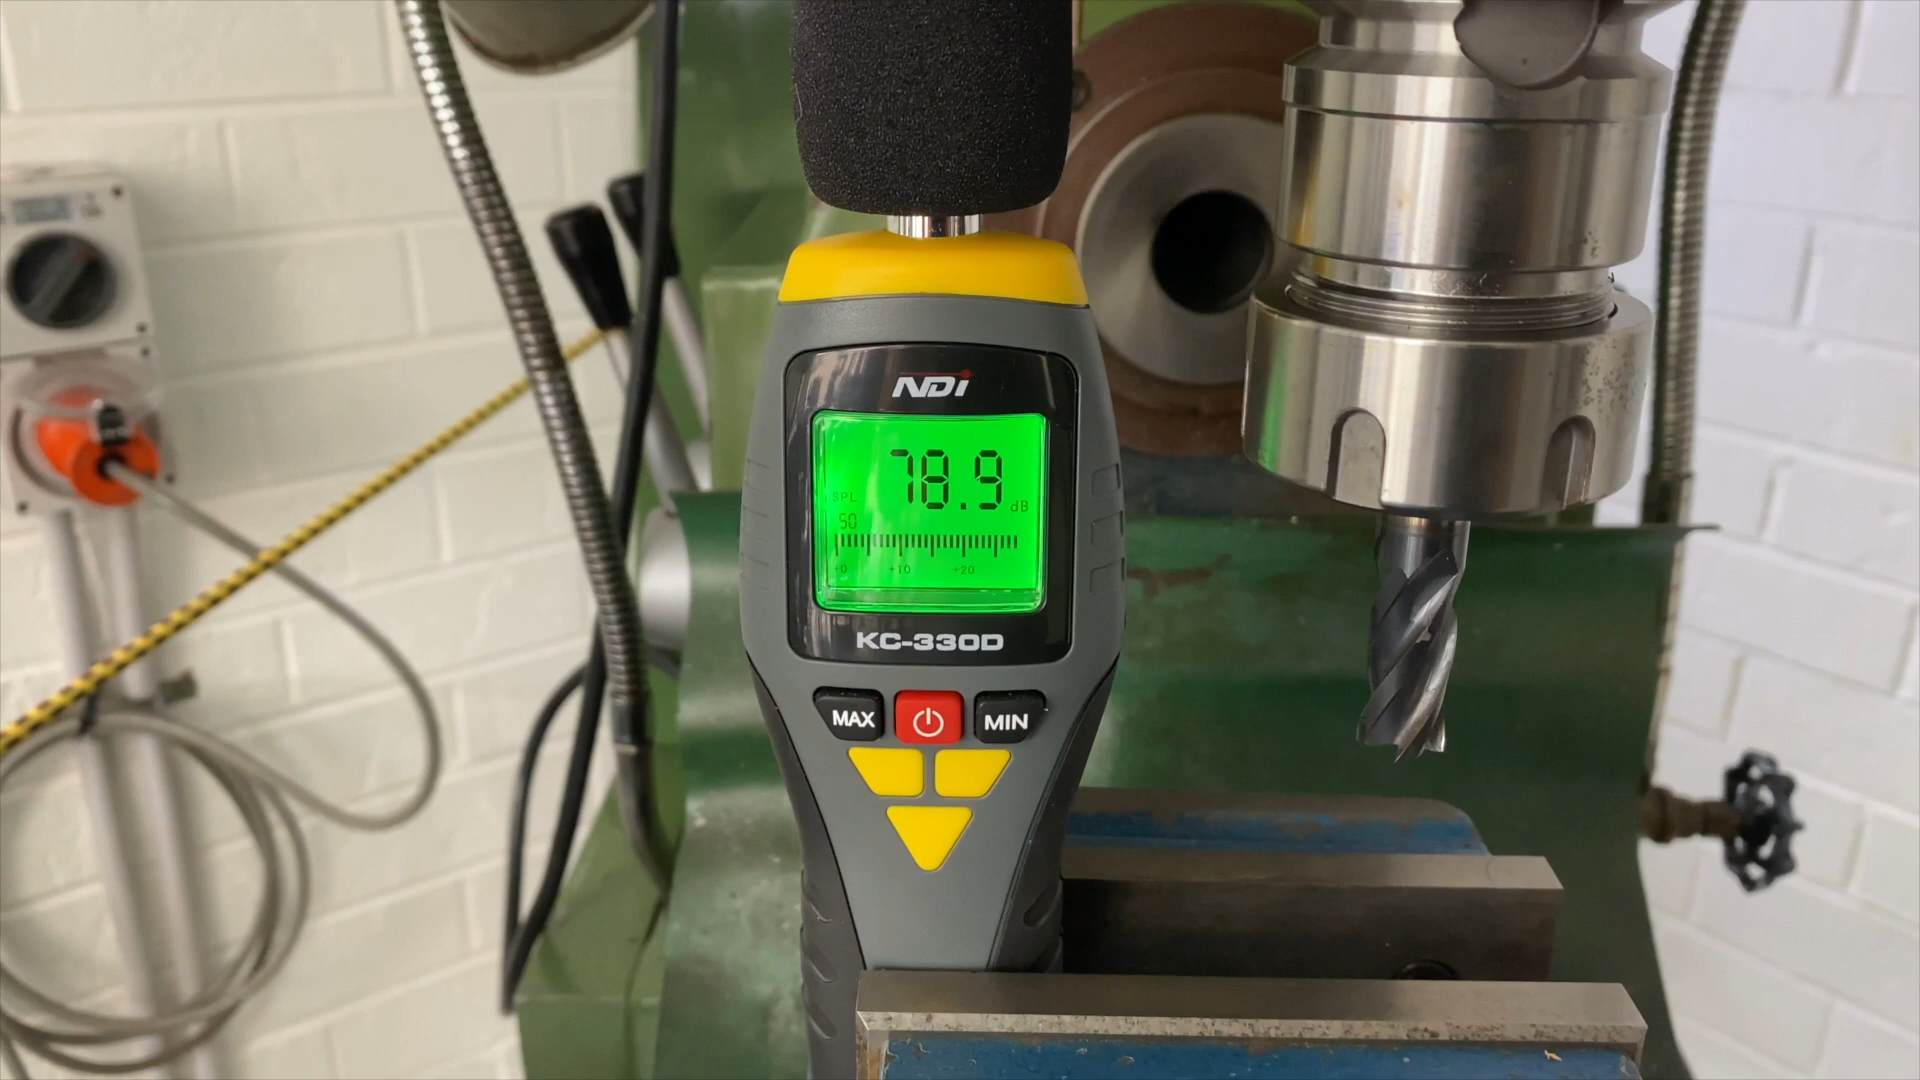 NDI
78.9
SPL
dB
50
+0 +10 +20
KC-330D
MAX MIN